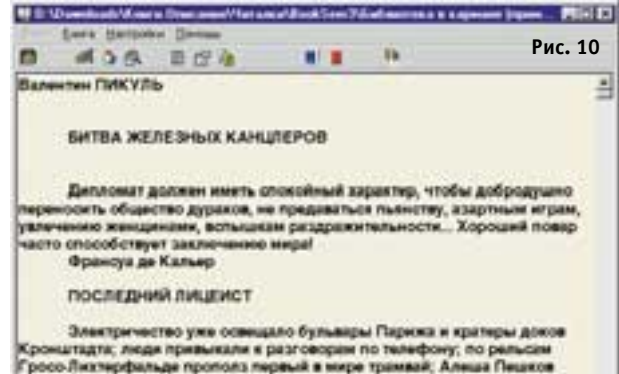 D:\Downloads\Книги
Книга Настройки Помощь
Рис. 10
Валентин ПИКУЛЬ
БИТВА ЖЕЛЕЗНЫХ КАНЦЛЕРОВ
Дипломат должен иметь спокойный характер, чтобы добродушно
переносить общество дураков, не предаваться пьянству, азартным играм,
увлечению женщинами, вспышкам раздражительности... Хороший повар
часто способствует заключению мира!
Франсуа де Кальер
ПОСЛЕДНИЙ ЛИЦЕИСТ
Электричество уже освещало бульвары Парижа и кратеры доков
Кронштадта; люди привыкали к разговорам по телефону; по рельсам
Гросс-Лихтерфальде прополз первый в мире трамвай; Алеша Пешков